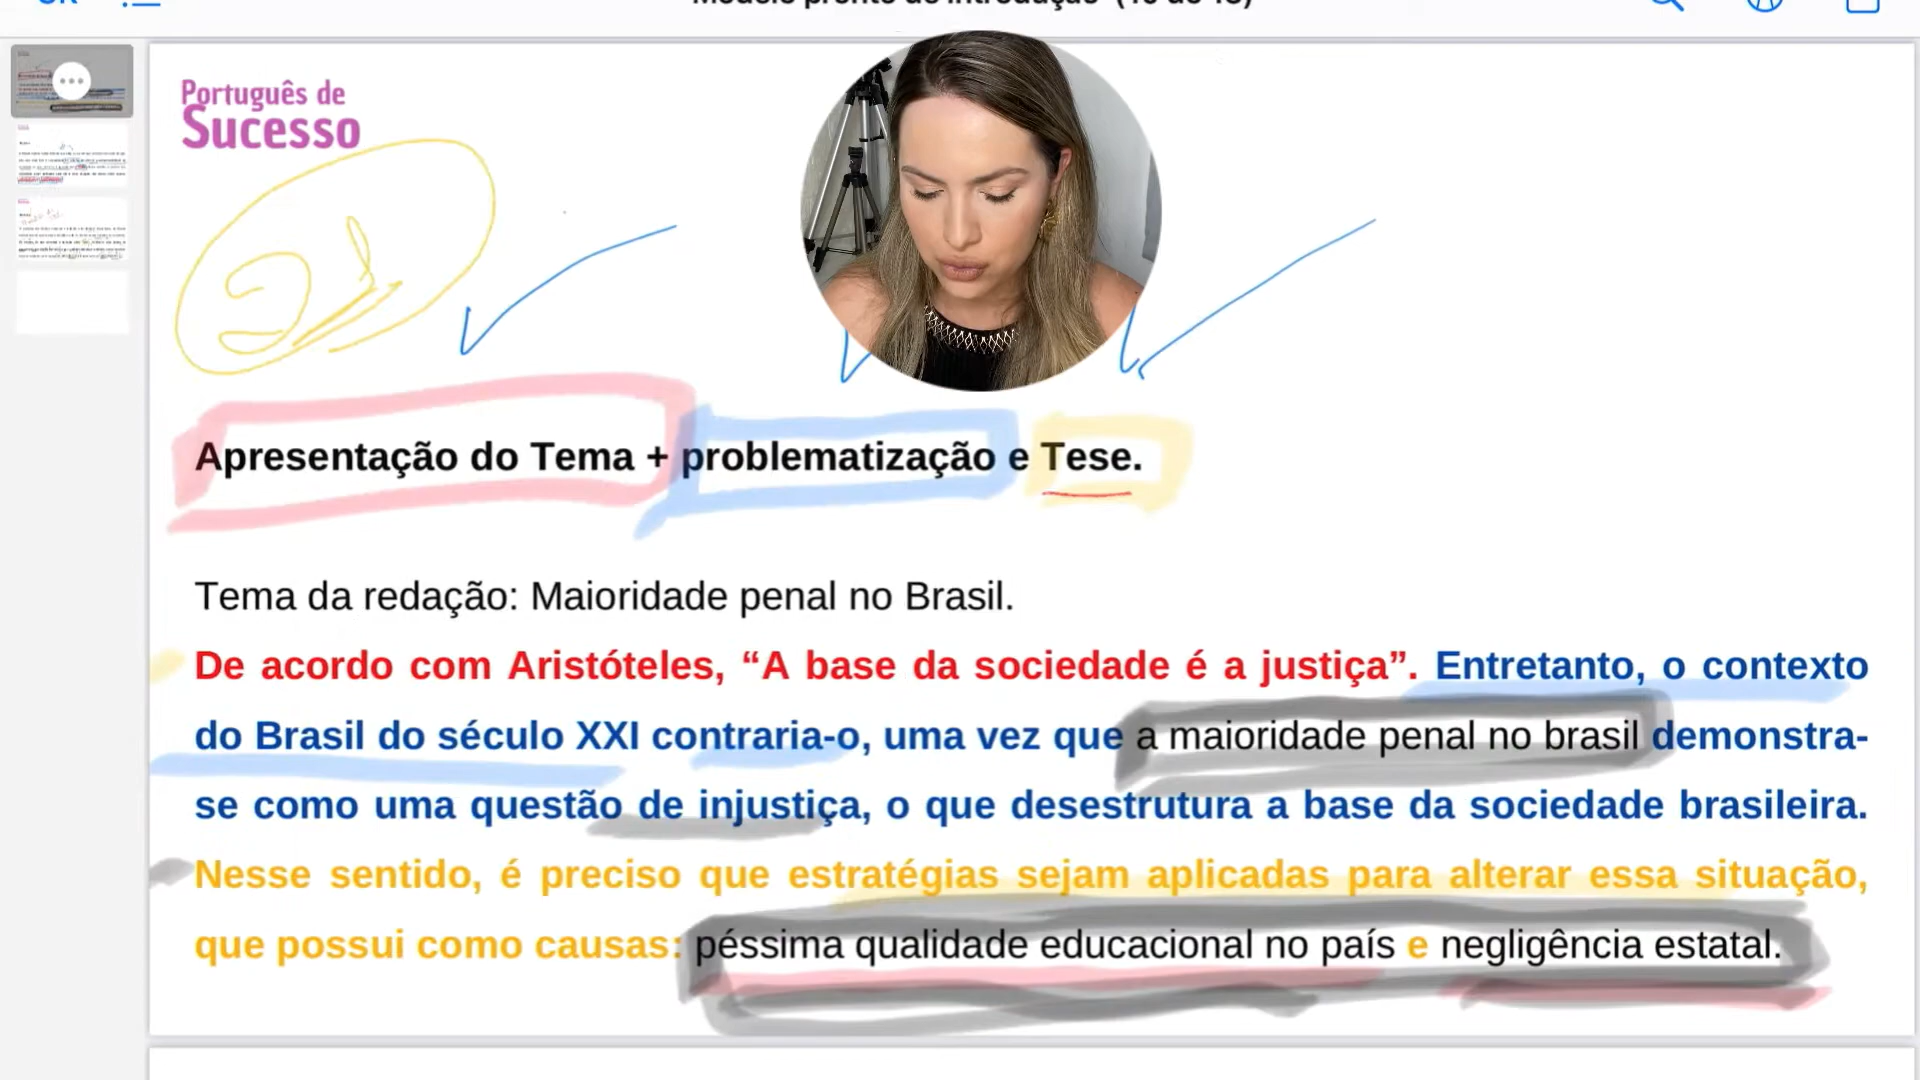 Português de
Sucesso
Apresentação do Tema + problematização e Tese.
Tema da redação: Maioridade penal no Brasil.
De acordo com Aristóteles, “A base da sociedade é a justiça”. Entretanto, o contexto
do Brasil do século XXI contraria-o, uma vez que a maioridade penal no brasil demonstra-
se como uma questão de injustiça, o que desestrutura a base da sociedade brasileira.
Nesse sentido, é preciso que estratégias sejam aplicadas para alterar essa situação,
que possui como causas: péssima qualidade educacional no país e negligência estatal.